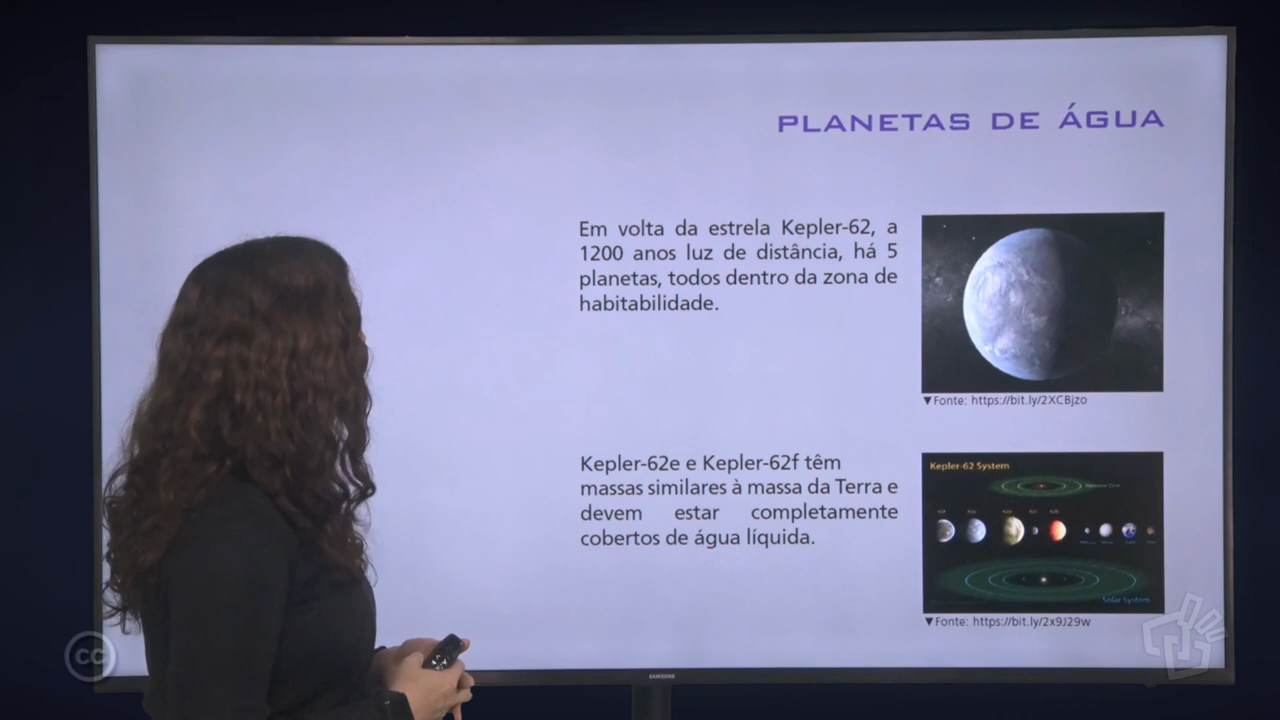 PLANETAS DE ÁGUA
Em volta da estrela Kepler-62, a
1200 anos luz de distância, há 5
planetas, todos dentro da zona de
habitabilidade.
▼Fonte: https://bit.ly/2XCBjzo
Kepler-62e e Kepler-62f têm
massas similares à massa da Terra e
devem estar completamente
cobertos de água líquida.
Kepler-62 System
Solar System
▼Fonte: https://bit.ly/2x9J29w
SAMSUNG
cc